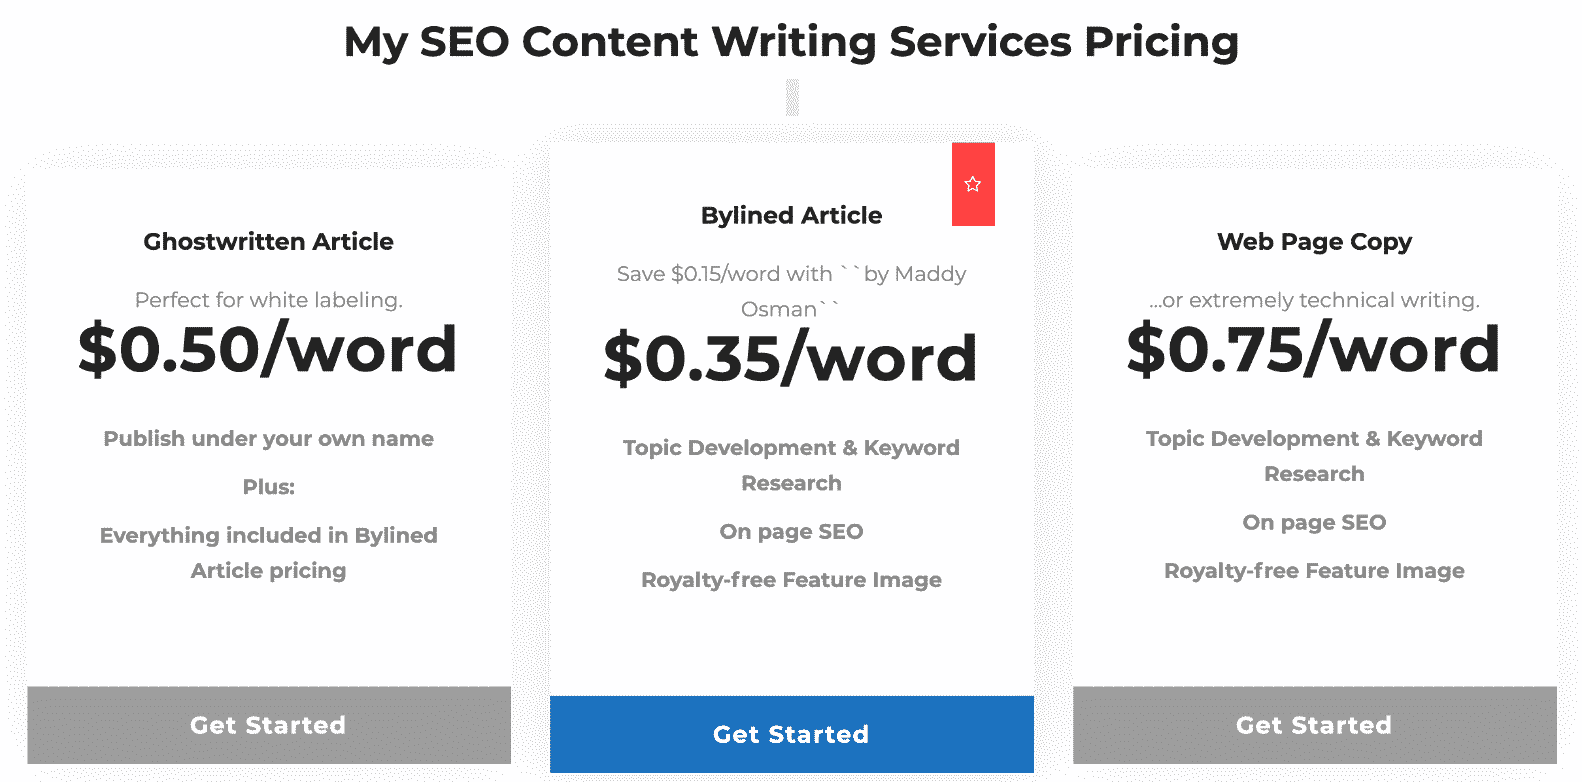 My SEO Content Writing Services Pricing
Ghostwritten Article
Perfect for white labeling.
$0.50/word
Publish under your own name
Plus:
Everything included in Bylined
Article pricing
Get Started
Bylined Article
Save $0.15/word with ``by Maddy
Osman``
$0.35/word
Topic Development & Keyword
Research
On page SEO
Royalty-free Feature Image
Get Started
Web Page Copy
...or extremely technical writing.
$0.75/word
Topic Development & Keyword
Research
On page SEO
Royalty-free Feature Image
Get Started